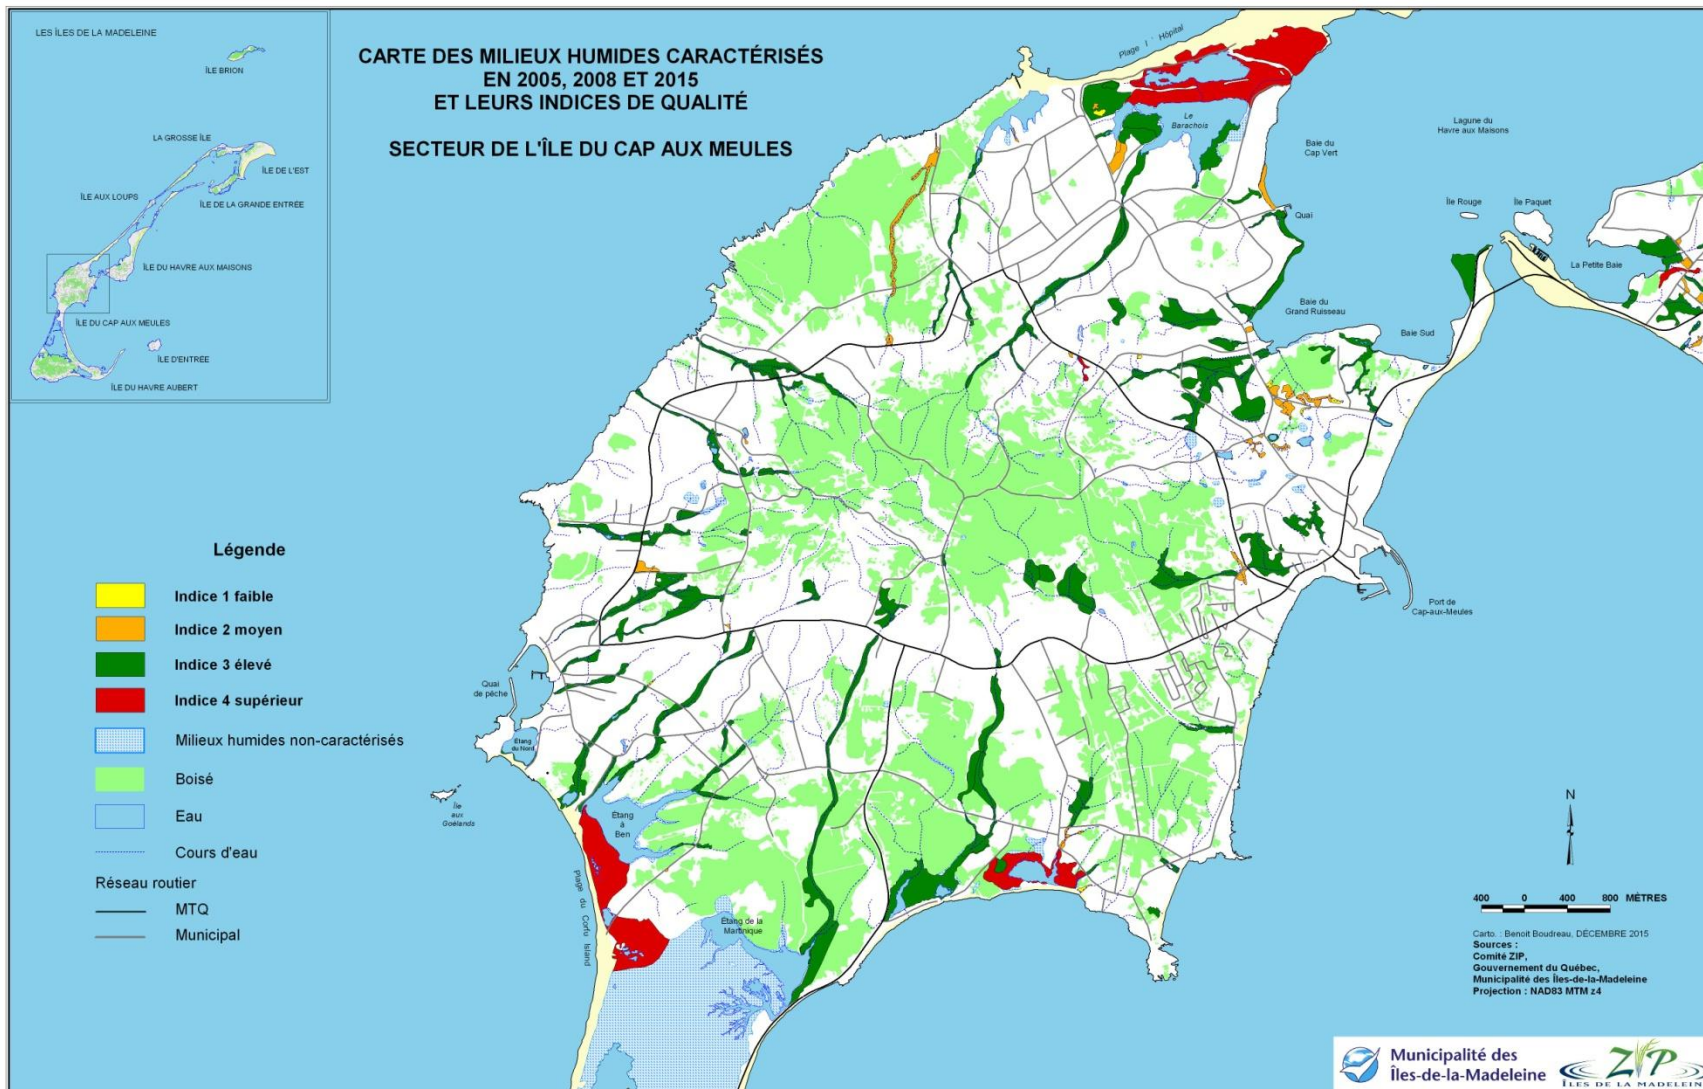 LES ÎLES DE LA MADELEINE
ÎLE BRION
LA GROSSE ÎLE
ÎLE DE L'EST
ÎLE AUX LOUPS
ÎLE DE LA GRANDE ENTRÉE
ÎLE DU HAVRE AUX MAISONS
ÎLE DU CAP AUX MEULES
ÎLE D'ENTRÉE
ÎLE DU HAVRE AUBERT
CARTE DES MILIEUX HUMIDES CARACTÉRISÉS
EN 2005, 2008 ET 2015
ET LEURS INDICES DE QUALITÉ
SECTEUR DE L'ÎLE DU CAP AUX MEULES
Plage l ' Hôpital
Le
Barachois
Baie du
Cap Vert
Lagune du
Havre aux Maisons
Quai
Île Rouge
Île Paquet
La Petite Baie
Baie du
Grand Ruisseau
Baie Sud
Port de
Cap-aux-Meules
Quai
de pêche
Étang
du Nord
Île
aux
Goélands
Étang
à
Ben
Plage du Corfu Island
Étang de la
Martinique
Légende
Indice 1 faible
Indice 2 moyen
Indice 3 élevé
Indice 4 supérieur
Milieux humides non-caractérisés
Boisé
Eau
Cours d'eau
Réseau routier
MTQ
Municipal
N
400 0 400 800 MÈTRES
Carto. : Benoit Boudreau, DÉCEMBRE 2015
Sources :
Comité ZIP,
Gouvernement du Québec,
Municipalité des Îles-de-la-Madeleine
Projection : NAD83 MTM z4
Municipalité des
Îles-de-la-Madeleine
ZIP
ÎLES DE LA MADELEIN